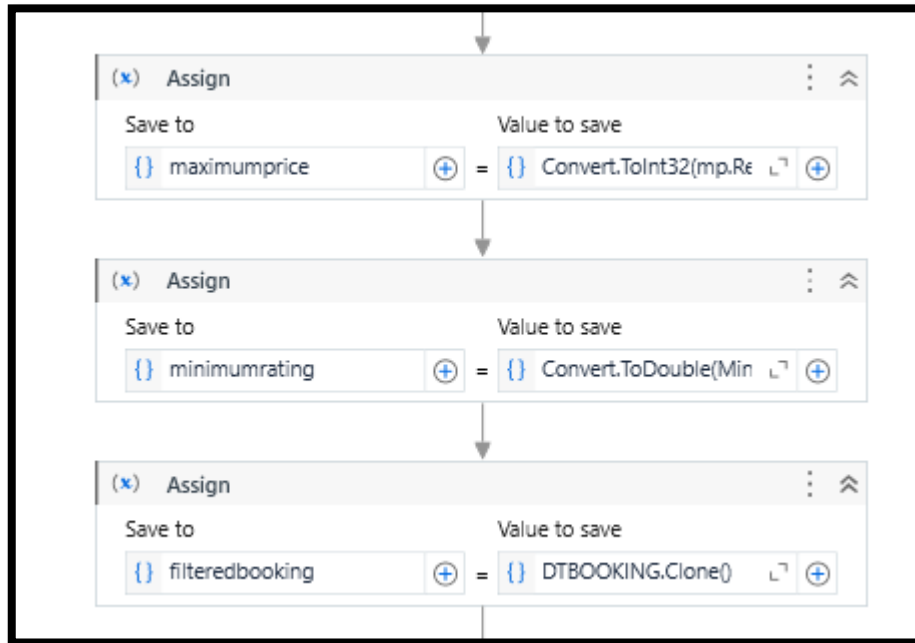 (x) Assign
Save to Value to save
{} maximumprice = {} Convert.ToInt32(mp.Re
(x) Assign
Save to Value to save
{} minimumrating = {} Convert.ToDouble(Min
(x) Assign
Save to Value to save
{} filteredbooking = {} DTBOOKING.Clone()